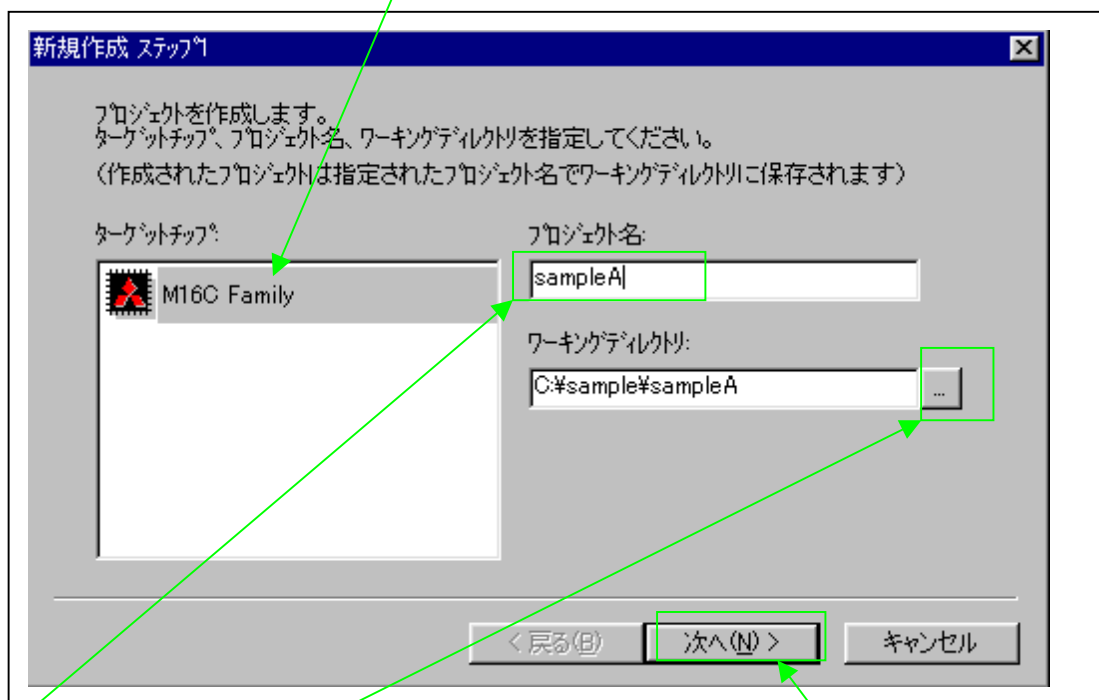 新規作成 ステップ1
プロジェクトを作成します。
ターゲットチップ、プロジェクト名、ワーキングディレクトリを指定してください。
(作成されたプロジェクトは指定されたプロジェクト名でワーキングディレクトリに保存されます)
ターゲットチップ:
M16C Family
プロジェクト名:
sampleA
ワーキングディレクトリ:
C:¥sample¥sampleA
...
< 戻る(B)
次へ(N) >
キャンセル